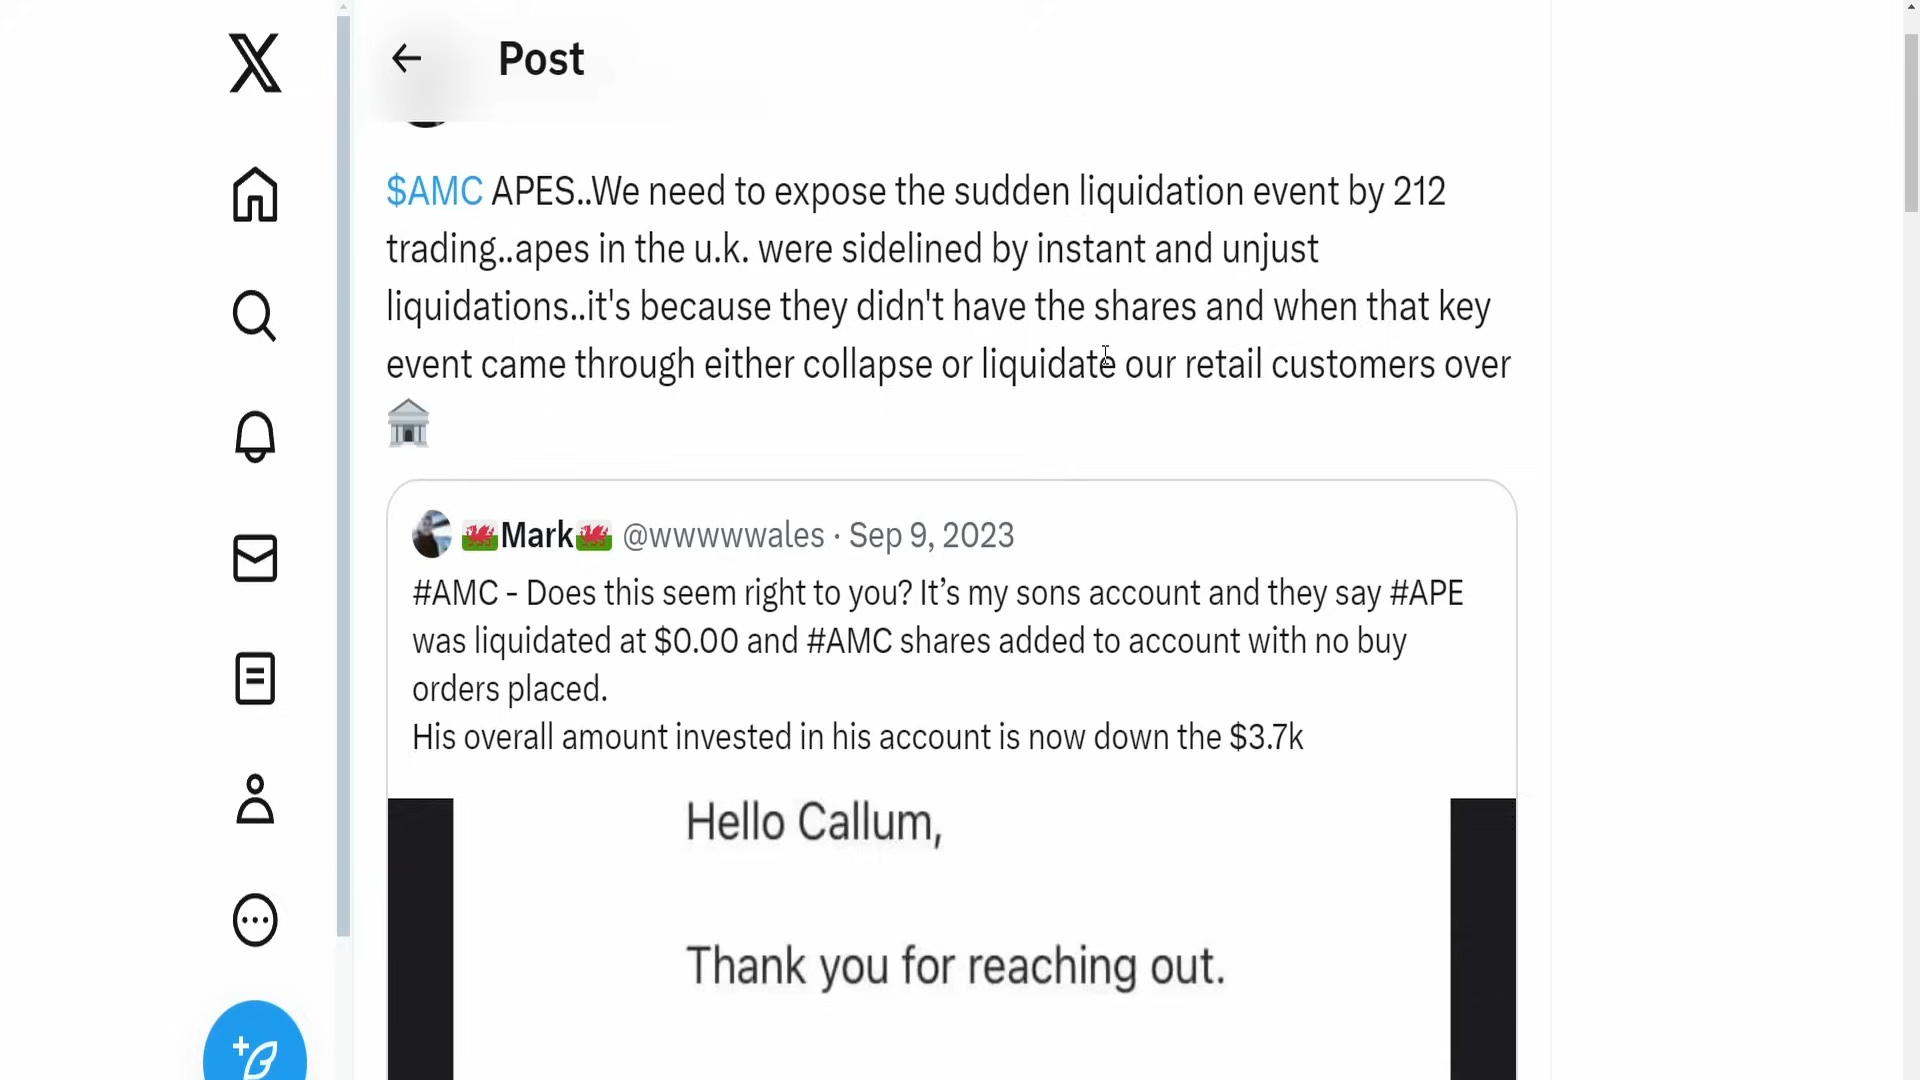 Post
$AMC APES..We need to expose the sudden liquidation event by 212
trading..apes in the u.k. were sidelined by instant and unjust
liquidations..it's because they didn't have the shares and when that key
event came through either collapse or liquidate our retail customers over
🏛️
🏴󠁧󠁢󠁷󠁬󠁳󠁿Mark🏴󠁧󠁢󠁷󠁬󠁳󠁿 @wwwwwales · Sep 9, 2023
#AMC - Does this seem right to you? It’s my sons account and they say #APE
was liquidated at $0.00 and #AMC shares added to account with no buy
orders placed.
His overall amount invested in his account is now down the $3.7k
Hello Callum,
Thank you for reaching out.